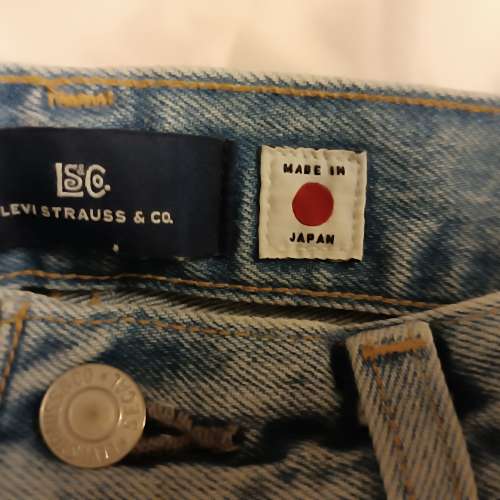 LS&Co.
LEVI STRAUSS & CO.
MADE IN
JAPAN